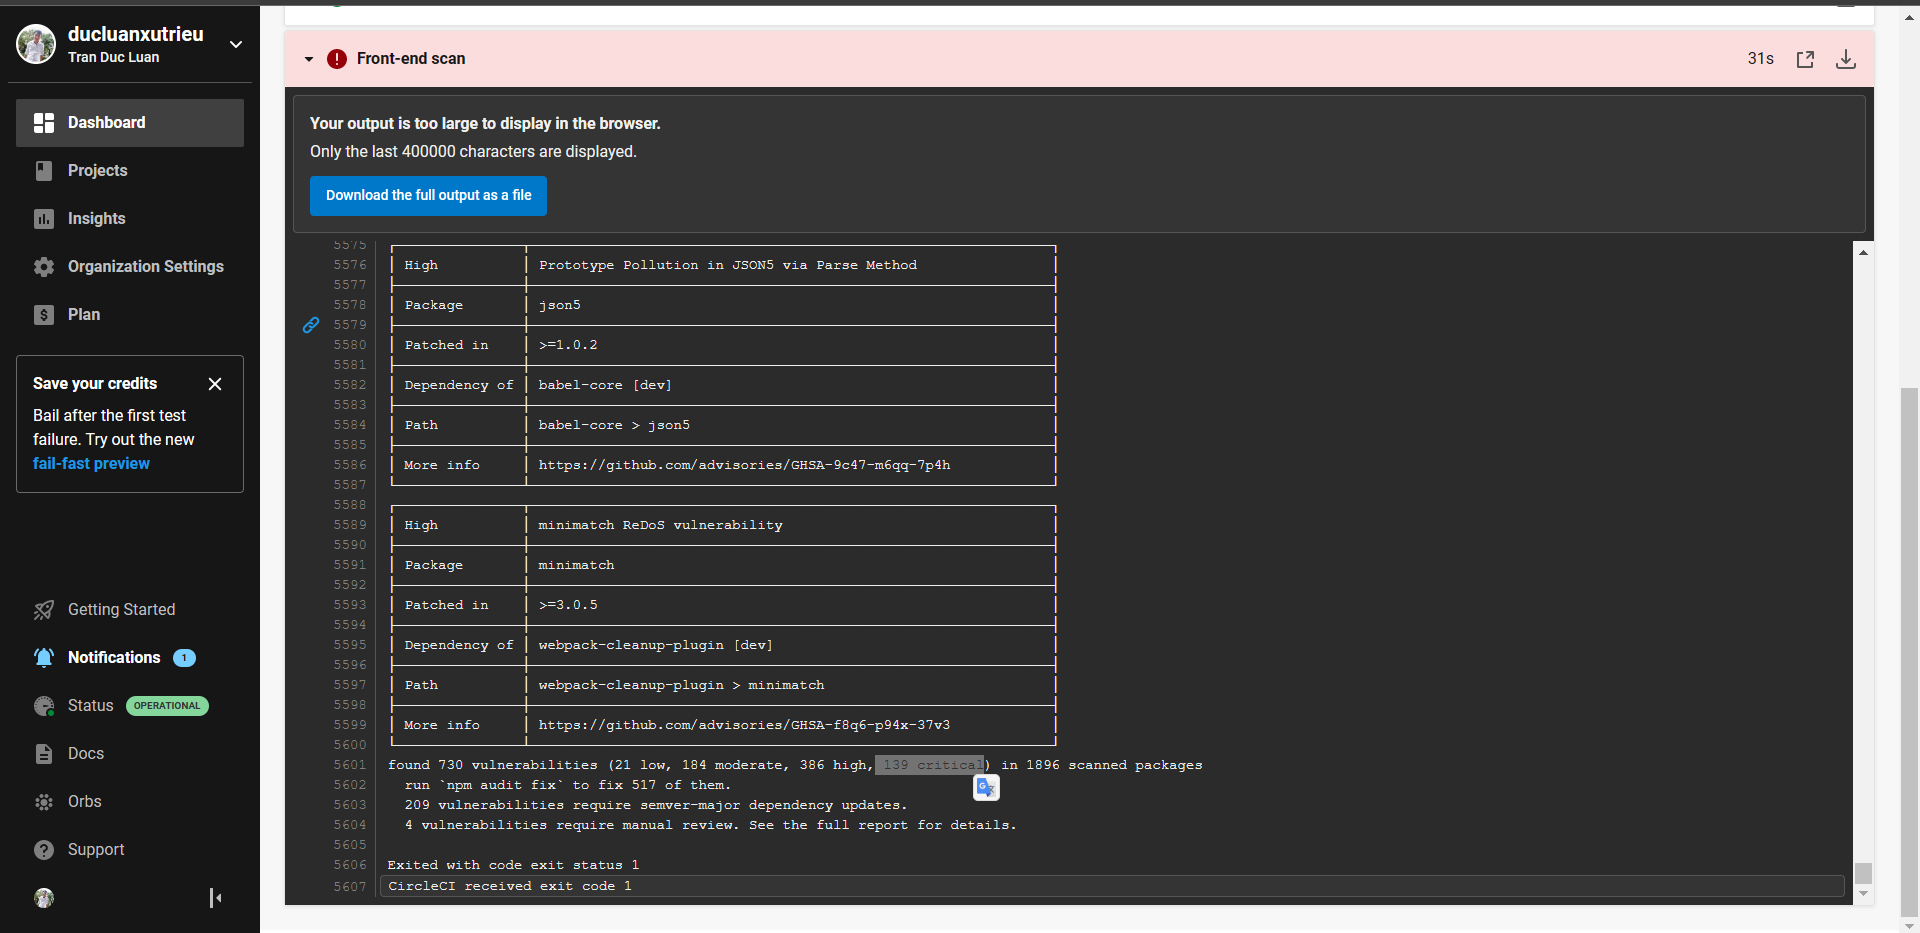 ducluanxutrieu
Tran Duc Luan
Dashboard
Projects
Insights
Organization Settings
Plan
Save your credits
Bail after the first test
failure. Try out the new
fail-fast preview
Getting Started
Notifications 1
Status OPERATIONAL
Docs
Orbs
Support
Front-end scan 31s
Your output is too large to display in the browser.
Only the last 400000 characters are displayed.
Download the full output as a file
5575
5576 High Prototype Pollution in JSON5 via Parse Method
5577
5578 Package json5
5579
5580 Patched in >=1.0.2
5581
5582 Dependency of babel-core [dev]
5583
5584 Path babel-core > json5
5585
5586 More info https://github.com/advisories/GHSA-9c47-m6qq-7p4h
5587
5588
5589 High minimatch ReDoS vulnerability
5590
5591 Package minimatch
5592
5593 Patched in >=3.0.5
5594
5595 Dependency of webpack-cleanup-plugin [dev]
5596
5597 Path webpack-cleanup-plugin > minimatch
5598
5599 More info https://github.com/advisories/GHSA-f8q6-p94x-37v3
5600
5601 found 730 vulnerabilities (21 low, 184 moderate, 386 high, 139 critical) in 1896 scanned packages
5602 run `npm audit fix` to fix 517 of them.
5603 209 vulnerabilities require semver-major dependency updates.
5604 4 vulnerabilities require manual review. See the full report for details.
5605
5606 Exited with code exit status 1
5607 CircleCI received exit code 1